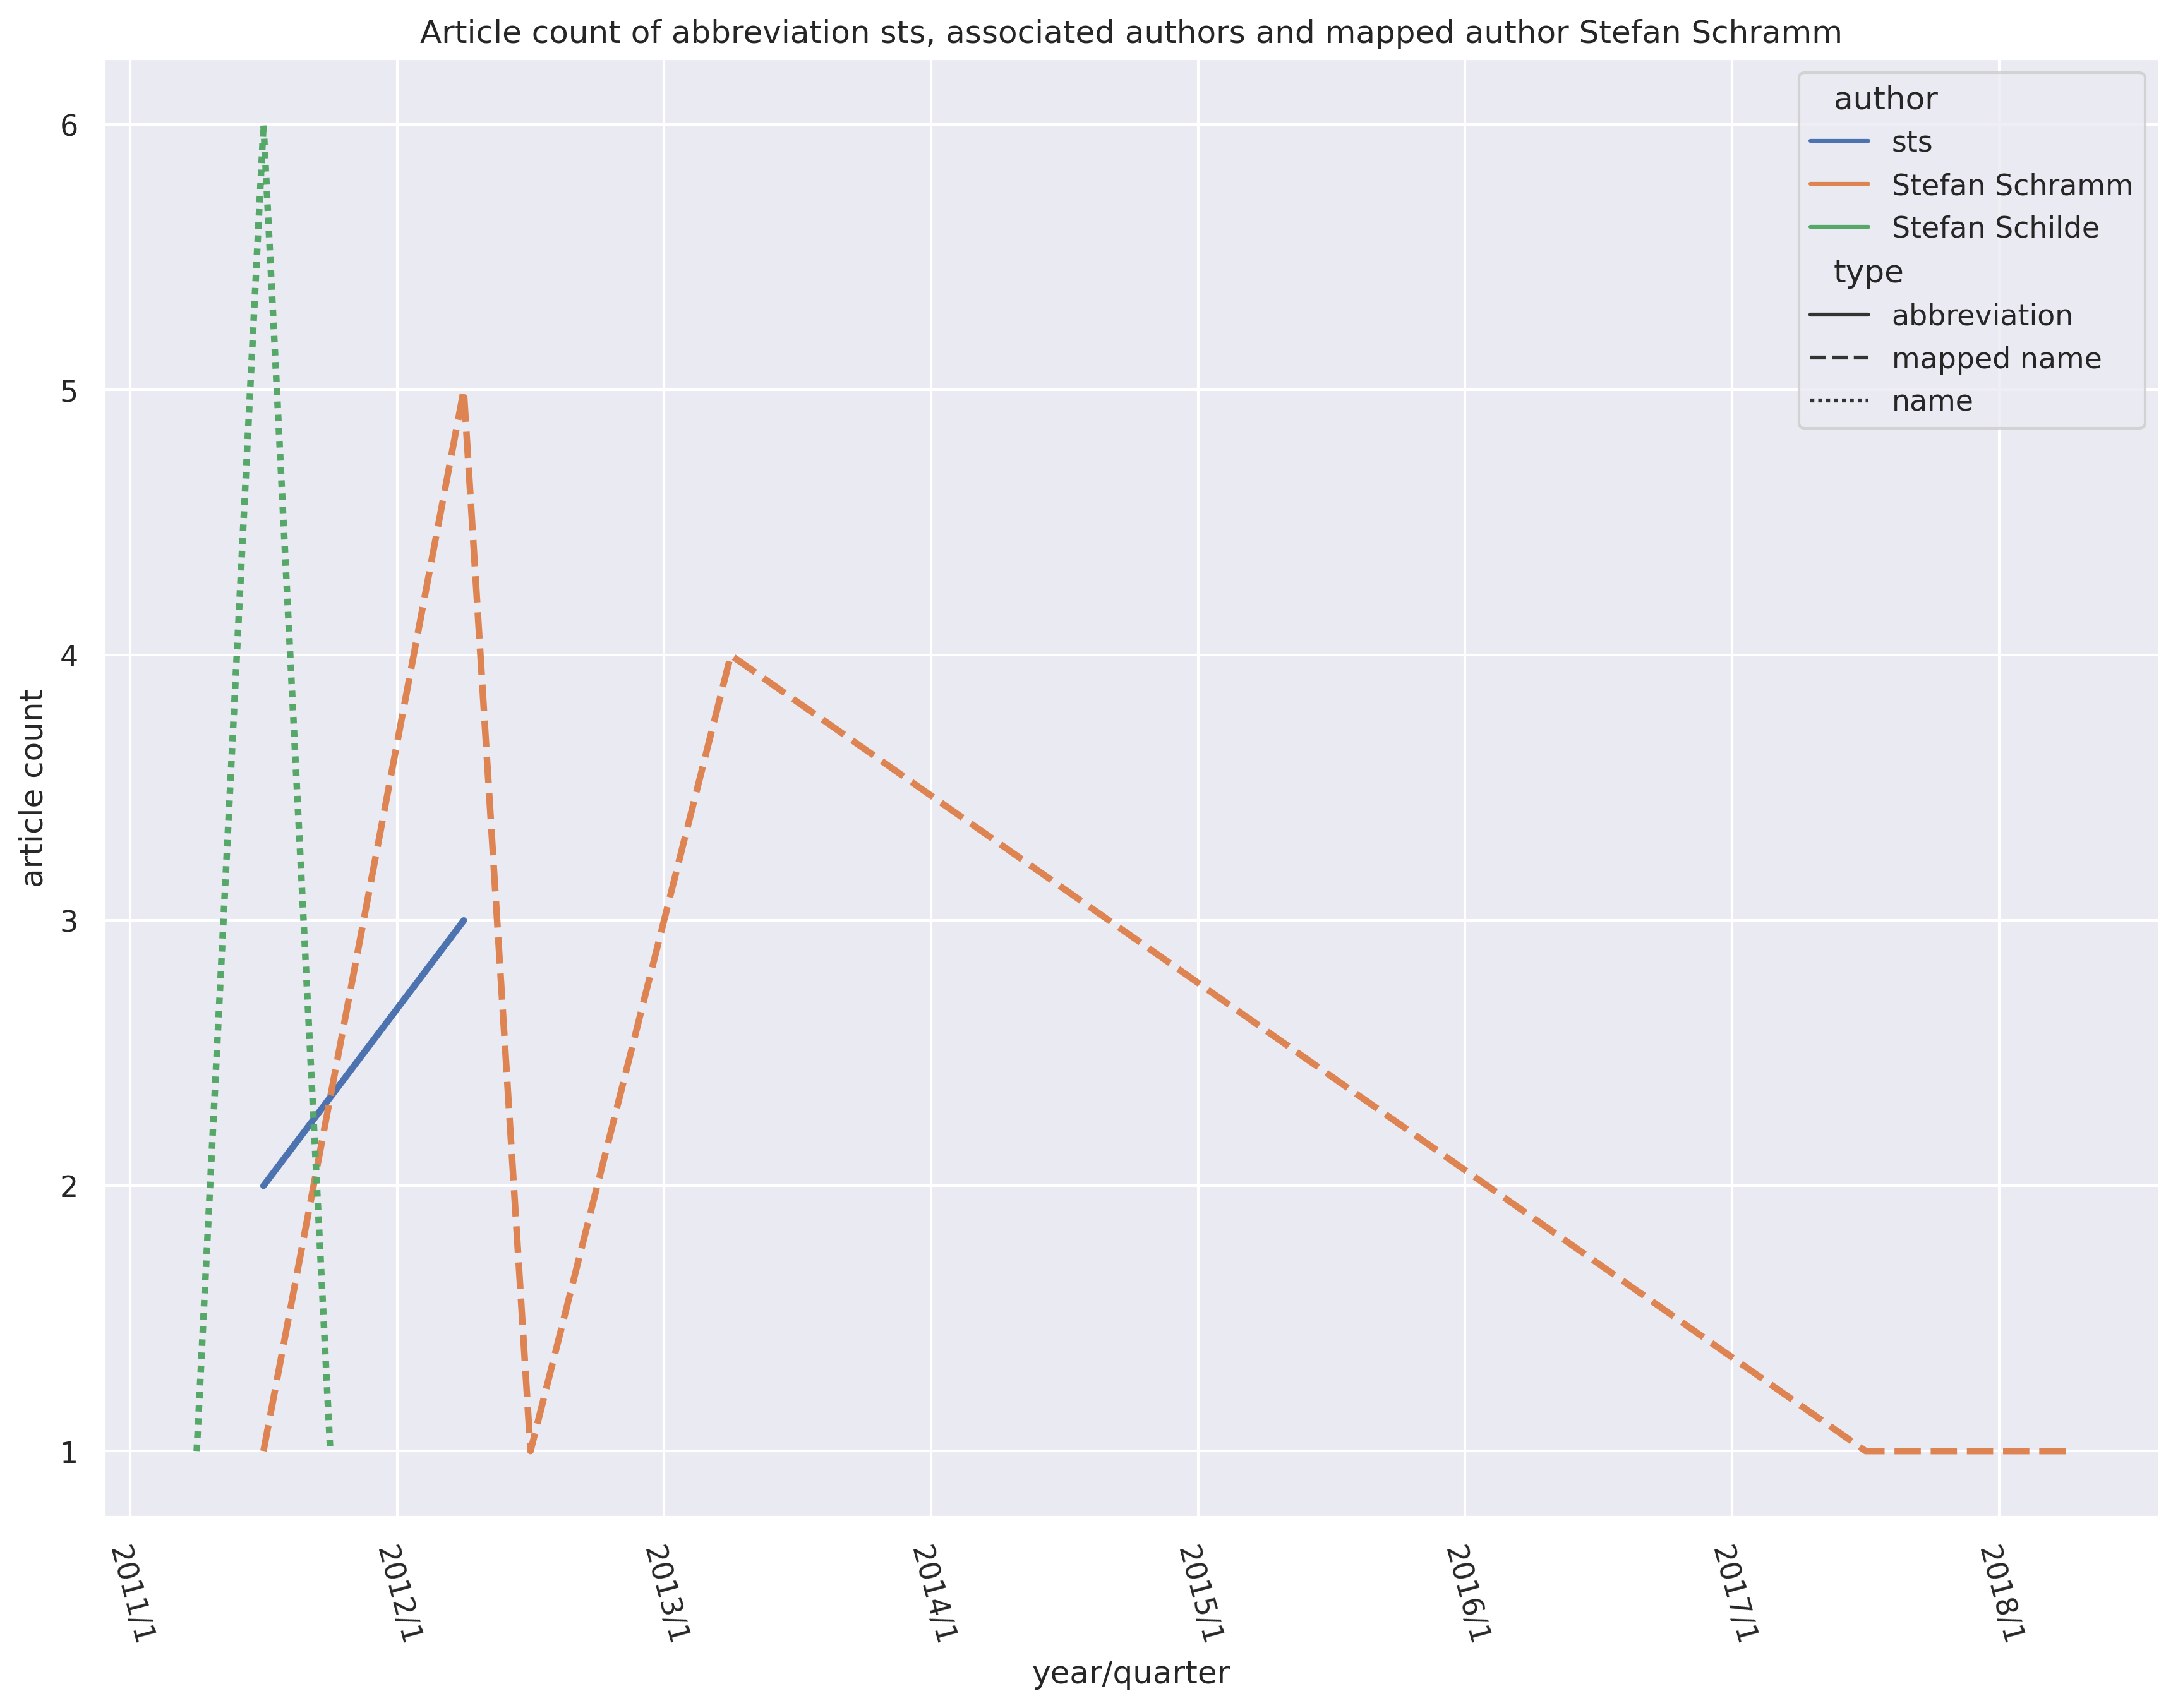 Article count of abbreviation sts, associated authors and mapped author Stefan Schramm
author
sts
Stefan Schramm
Stefan Schilde
type
abbreviation
mapped name
name
article count
6
5
4
3
2
1
2011/1
2012/1
2013/1
2014/1
2015/1
2016/1
2017/1
2018/1
year/quarter